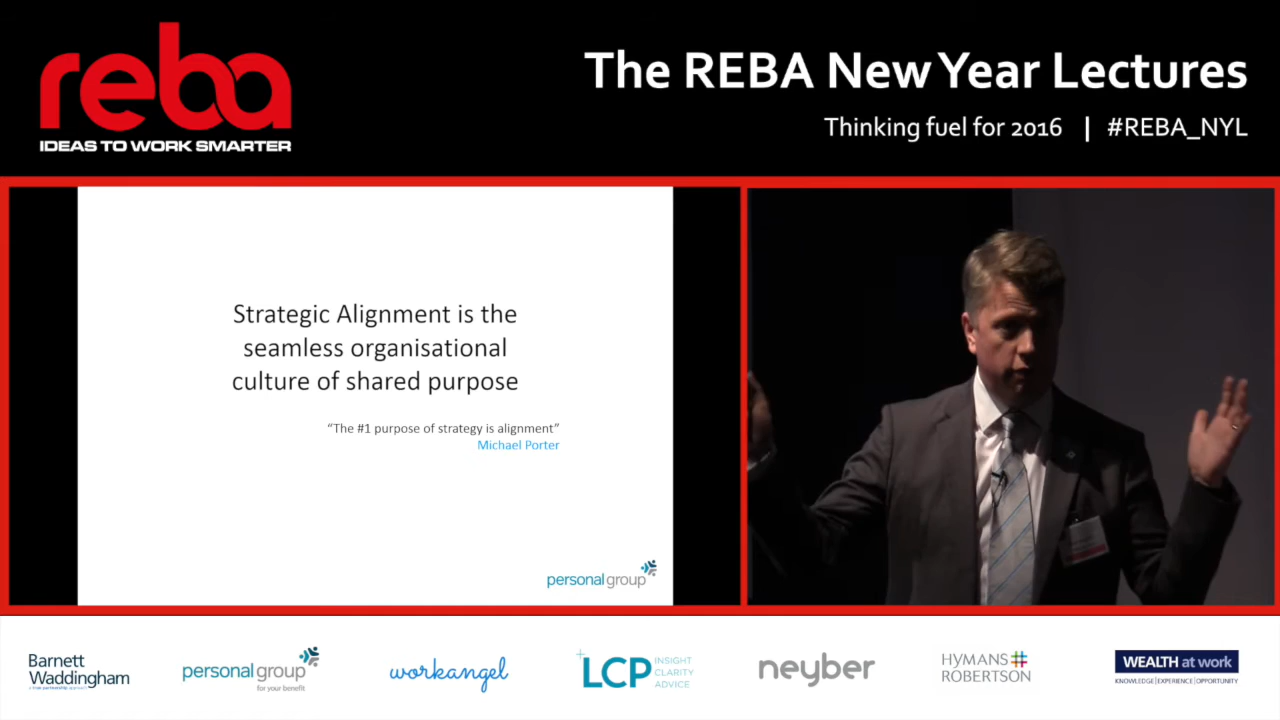 reba
IDEAS TO WORK SMARTER
The REBA New Year Lectures
Thinking fuel for 2016 | #REBA_NYL
Strategic Alignment is the
seamless organisational
culture of shared purpose
“The #1 purpose of strategy is alignment”
Michael Porter
personal group
Barnett
Waddingham
a true partnership approach
personal group
for your benefit
workangel
LCP
INSIGHT
CLARITY
ADVICE
neyber
HYMANS
ROBERTSON
WEALTH at work
KNOWLEDGE|EXPERIENCE|OPPORTUNITY